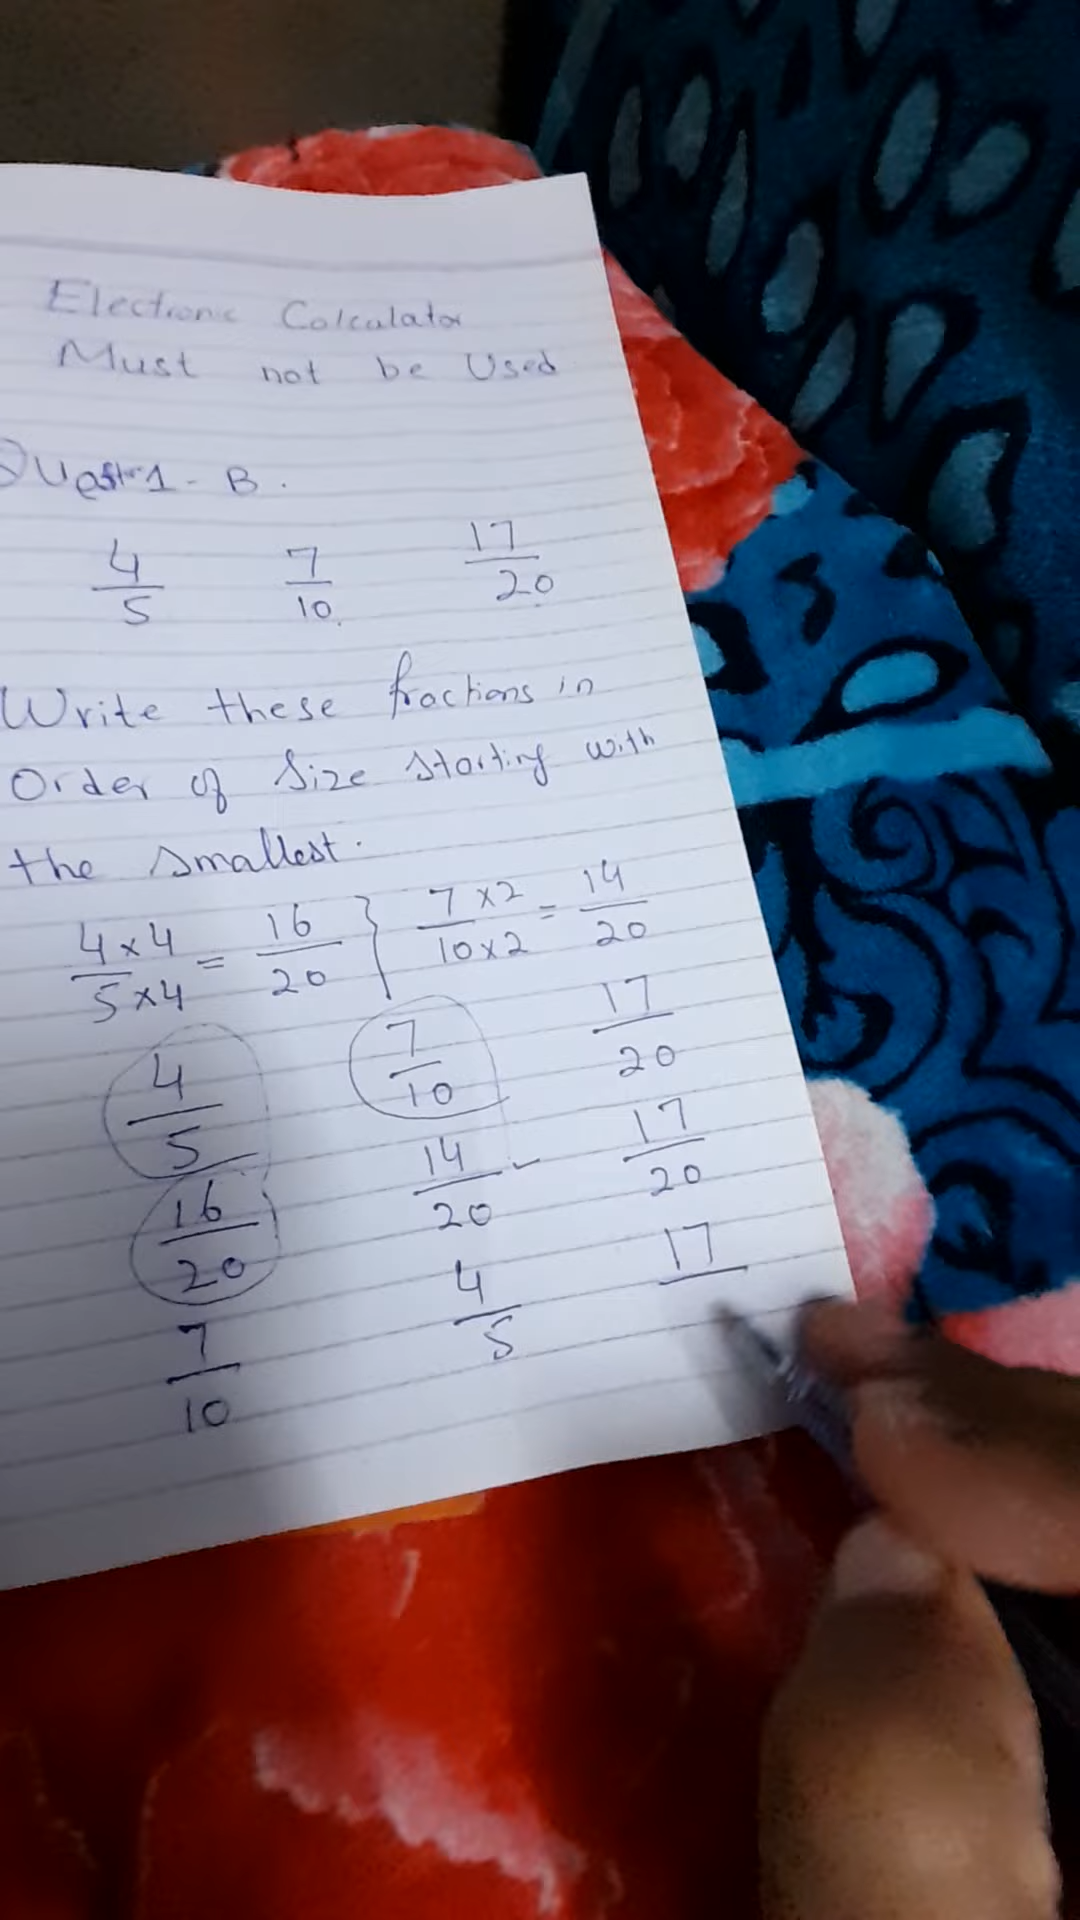 Electronic Calculator
Must not be Used
Quest 1 - B.
4/5 7/10 17/20
Write these fractions in
Order of Size starting with
the smallest.
4×4/5×4 = 16/20 } 7×2/10×2 = 14/20
4/5 7/10 17/20
16/20 14/20 17/20
7/10 4/5 17